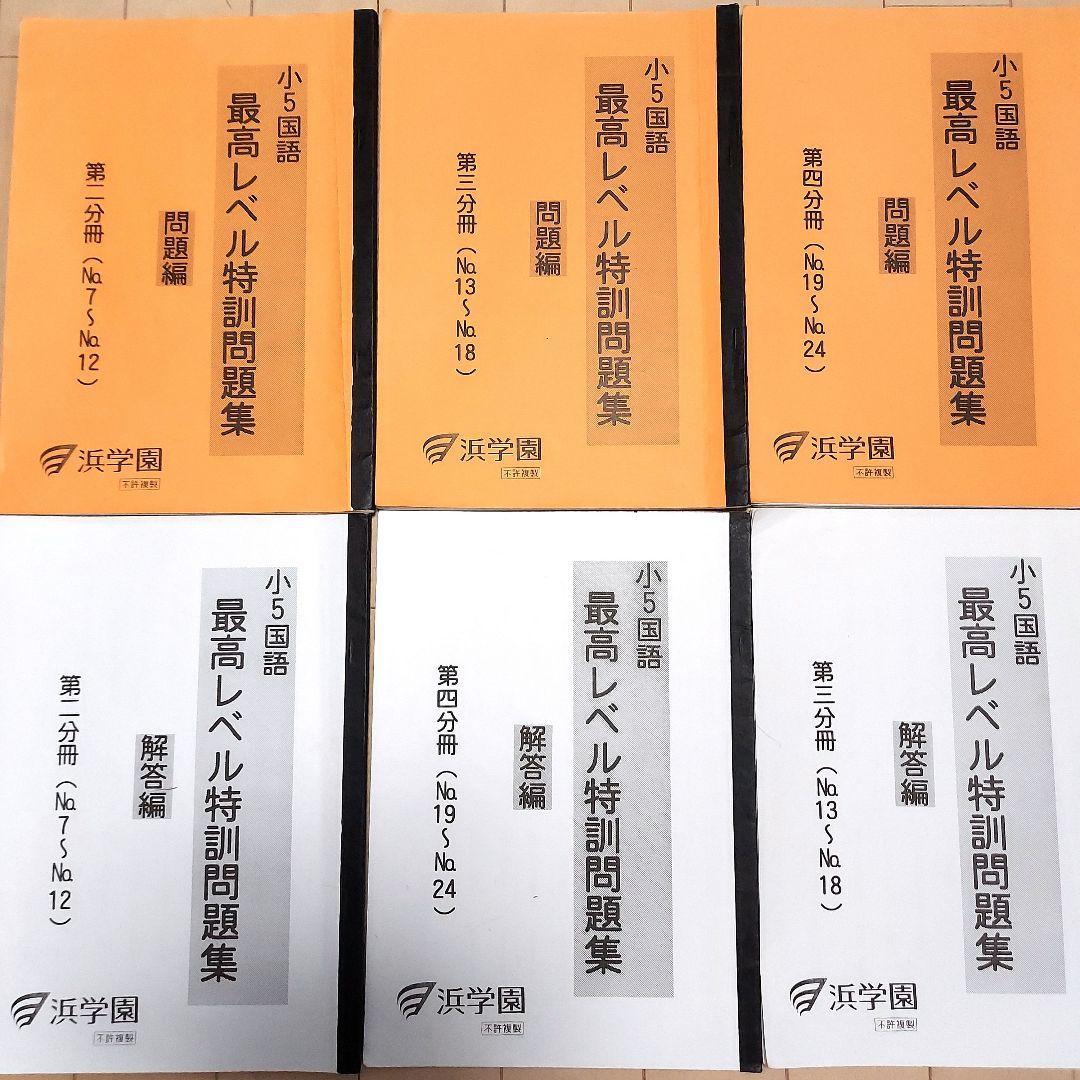 小5国語
最高レベル特訓問題集
問題編
第二分冊（No.7～No.12）
浜学園
不許複製
小5国語
最高レベル特訓問題集
問題編
第三分冊（No.13～No.18）
浜学園
不許複製
小5国語
最高レベル特訓問題集
問題編
第四分冊（No.19～No.24）
浜学園
不許複製
小5国語
最高レベル特訓問題集
解答編
第二分冊（No.7～No.12）
浜学園
不許複製
小5国語
最高レベル特訓問題集
解答編
第四分冊（No.19～No.24）
浜学園
不許複製
小5国語
最高レベル特訓問題集
解答編
第三分冊（No.13～No.18）
浜学園
不許複製